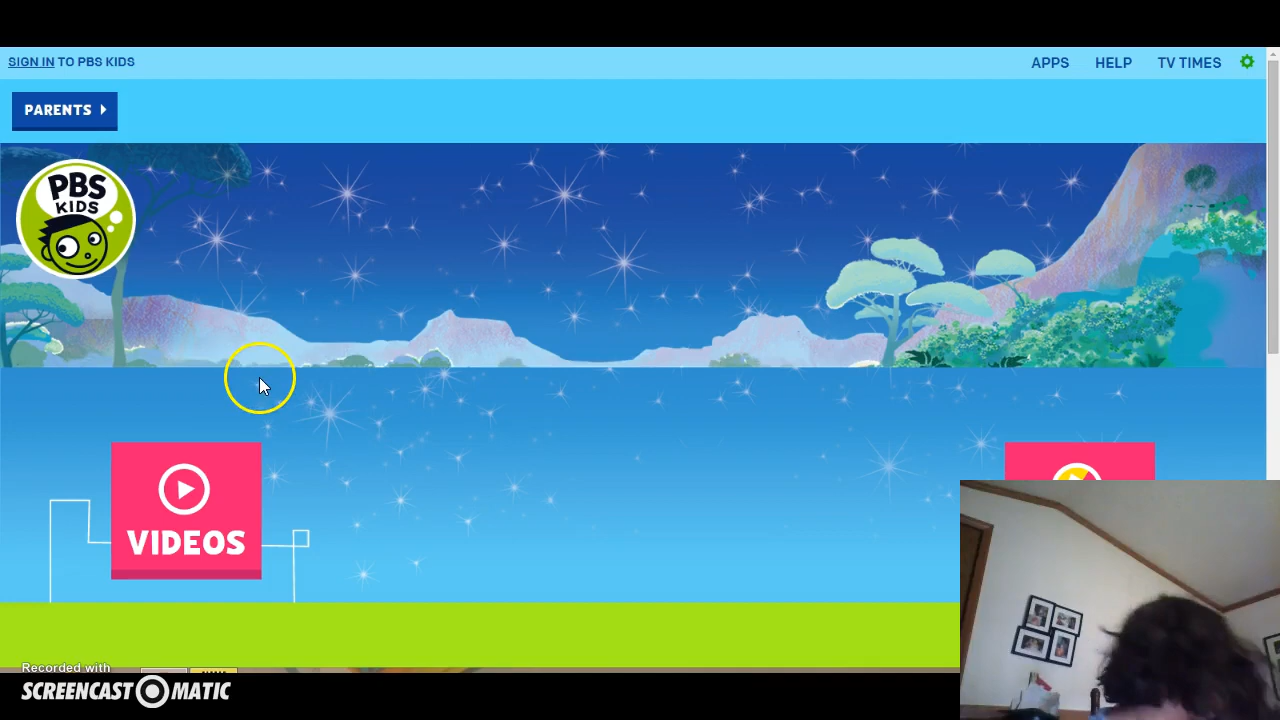 SIGN IN TO PBS KIDS
APPS HELP TV TIMES
PARENTS
PBS
KIDS
VIDEOS
Recorded with
SCREENCAST MATIC